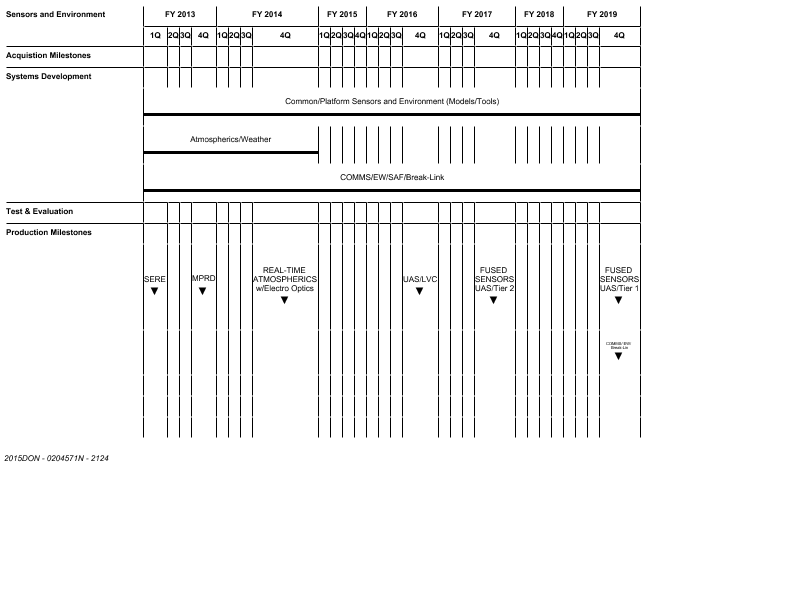 Sensors and Environment FY 2013 FY 2014 FY 2015 FY 2016 FY 2017 FY 2018 FY 2019
1Q 2Q 3Q 4Q 1Q 2Q 3Q 4Q 1Q 2Q 3Q 4Q 1Q 2Q 3Q 4Q 1Q 2Q 3Q 4Q 1Q 2Q 3Q 4Q 1Q 2Q 3Q 4Q
Acquistion Milestones
Systems Development
Common/Platform Sensors and Environment (Models/Tools)
Atmospherics/Weather
COMMS/EW/SAF/Break-Link
Test & Evaluation
Production Milestones
SERE
MPRD
REAL-TIME
ATMOSPHERICS
w/Electro Optics
UAS/LVC
FUSED
SENSORS
UAS/Tier 2
FUSED
SENSORS
UAS/Tier 1
COMMS/EW/
Break-Lin
2015DON - 0204571N - 2124